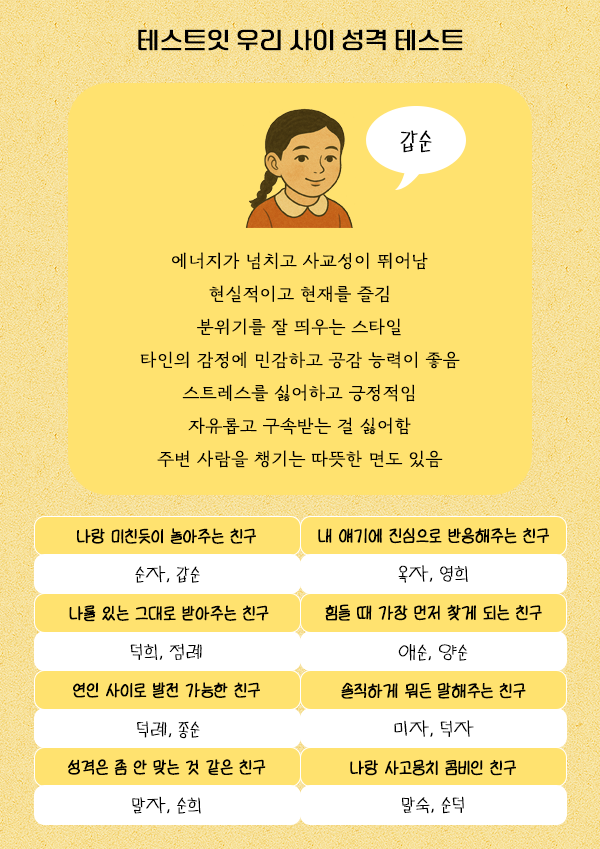 테스트잇 우리 사이 성격 테스트
갑순
에너지가 넘치고 사교성이 뛰어남
현실적이고 현재를 즐김
분위기를 잘 띄우는 스타일
타인의 감정에 민감하고 공감 능력이 좋음
스트레스를 싫어하고 긍정적임
자유롭고 구속받는 걸 싫어함
주변 사람을 챙기는 따뜻한 면도 있음
나랑 미친듯이 놀아주는 친구
내 얘기에 진심으로 반응해주는 친구
순자, 갑순
옥자, 영희
나를 있는 그대로 받아주는 친구
힘들 때 가장 먼저 찾게 되는 친구
덕희, 점례
애순, 양순
연인 사이로 발전 가능한 친구
솔직하게 뭐든 말해주는 친구
덕례, 종순
미자, 덕자
성격은 좀 안 맞는 것 같은 친구
나랑 사고뭉치 콤비인 친구
말자, 순희
말숙, 순덕